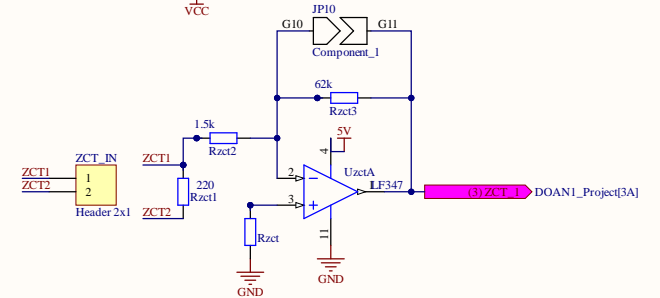 VCC
JP10
G10
G11
Component_1
62k
Rzct3
1.5k
Rzct2
5V
4
ZCT_IN
ZCT1
ZCT1
1
ZCT2
2
220
Rzct1
Header 2x1
ZCT2
2
UzctA
LF347
3
(3) ZCT_1
DOAN1_Project[3A]
Rzct
11
GND
GND